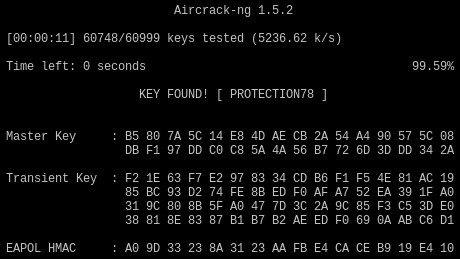 Aircrack-ng 1.5.2
[00:00:11] 60748/60999 keys tested (5236.62 k/s)
Time left: 0 seconds 99.59%
KEY FOUND! [ PROTECTION78 ]
Master Key : B5 80 7A 5C 14 E8 4D AE CB 2A 54 A4 90 57 5C 08
DB F1 97 DD C0 C8 5A 4A 56 B7 72 6D 3D DD 34 2A
Transient Key : F2 1E 63 F7 E2 97 83 34 CD B6 F1 F5 4E 81 AC 19
85 BC 93 D2 74 FE 8B ED F0 AF A7 52 EA 39 1F A0
31 9C 80 8B 5F A0 47 7D 3C 2A 9C 85 F3 C5 3D E0
38 81 8E 83 87 B1 B7 B2 AE ED F0 69 0A AB C6 D1
EAPOL HMAC : A0 9D 33 23 8A 31 23 AA FB E4 CA CE B9 19 E4 10